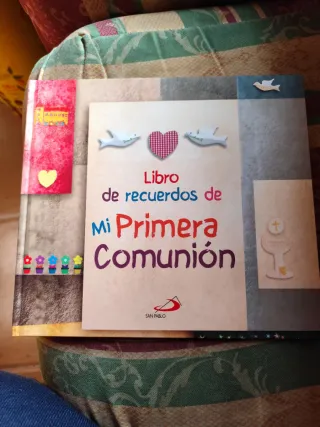 Libro
de recuerdos de
Mi Primera
Comunión
SAN PABLO